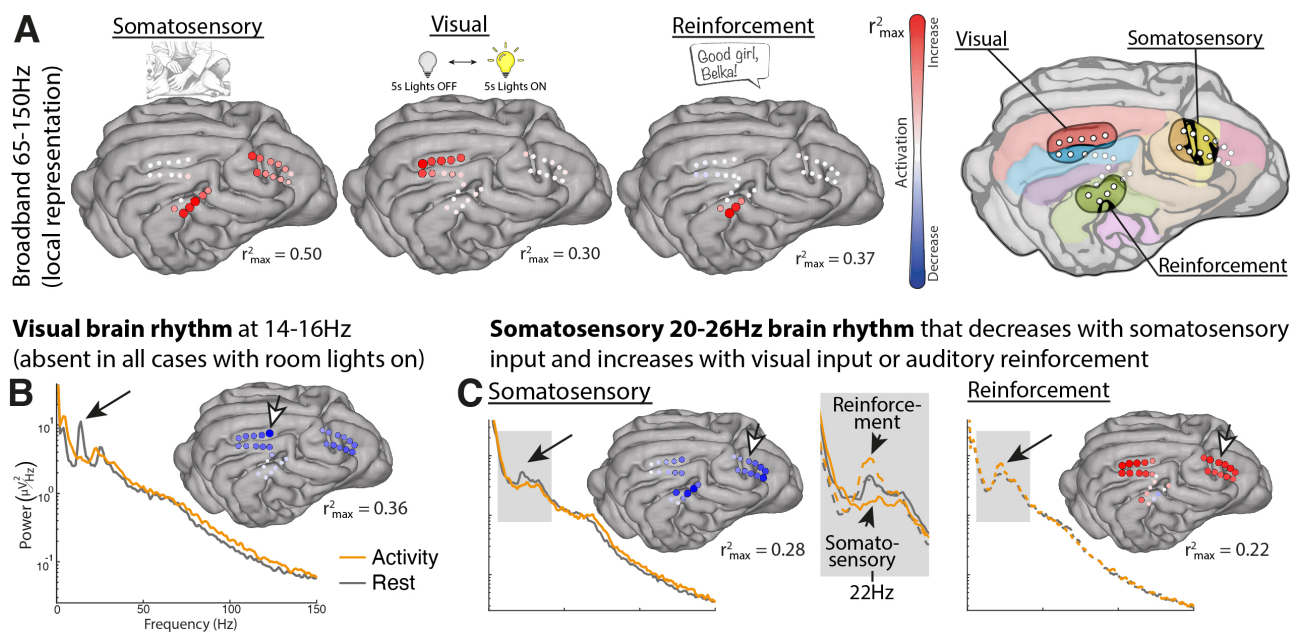 A
Broadband 65-150Hz
(local representation)
Somatosensory
r²max = 0.50
Visual
5s Lights OFF
5s Lights ON
r²max = 0.30
Reinforcement
Good girl,
Belka!
r²max = 0.37
r²max
Increase
Activation
Decrease
Visual
Somatosensory
Reinforcement
Visual brain rhythm at 14-16Hz
(absent in all cases with room lights on)
B
Power (μV²/Hz)
10¹
10⁰
10⁻¹
0
50
100
150
Frequency (Hz)
r²max = 0.36
Activity
Rest
Somatosensory 20-26Hz brain rhythm that decreases with somatosensory
input and increases with visual input or auditory reinforcement
C
Somatosensory
r²max = 0.28
Reinforce-
ment
Somato-
sensory
22Hz
Reinforcement
r²max = 0.22